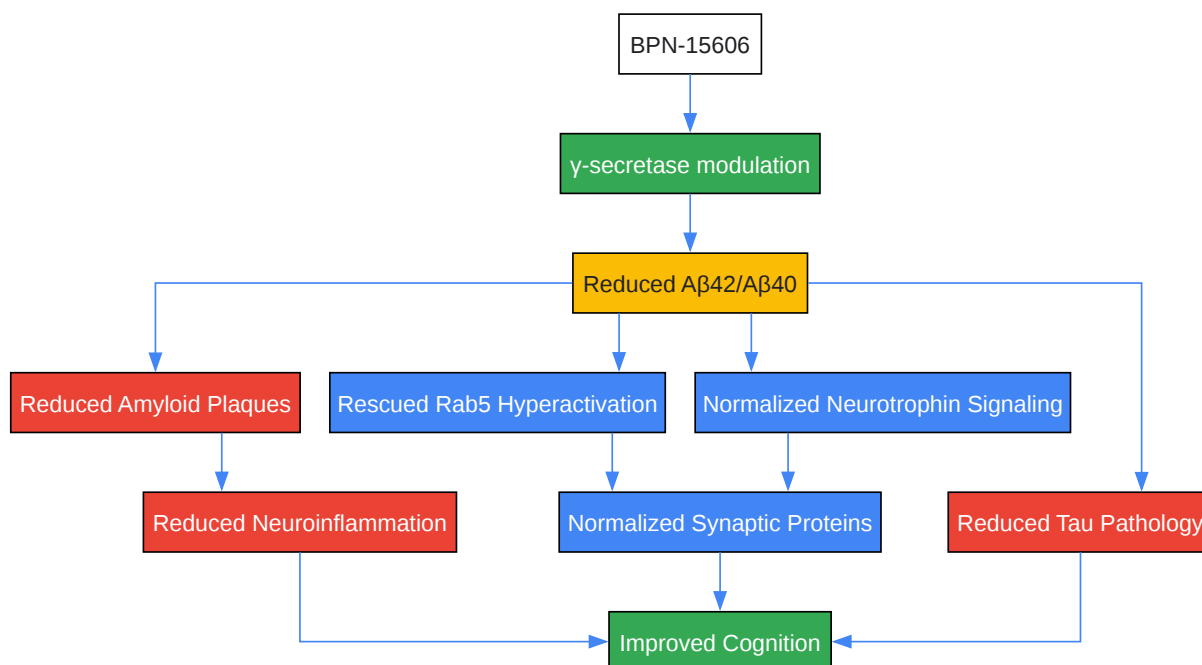 BPN-15606
γ-secretase modulation
Reduced Aβ42/Aβ40
Reduced Amyloid Plaques
Rescued Rab5 Hyperactivation
Normalized Neurotrophin Signaling
Reduced Neuroinflammation
Normalized Synaptic Proteins
Reduced Tau Pathology
Improved Cognition